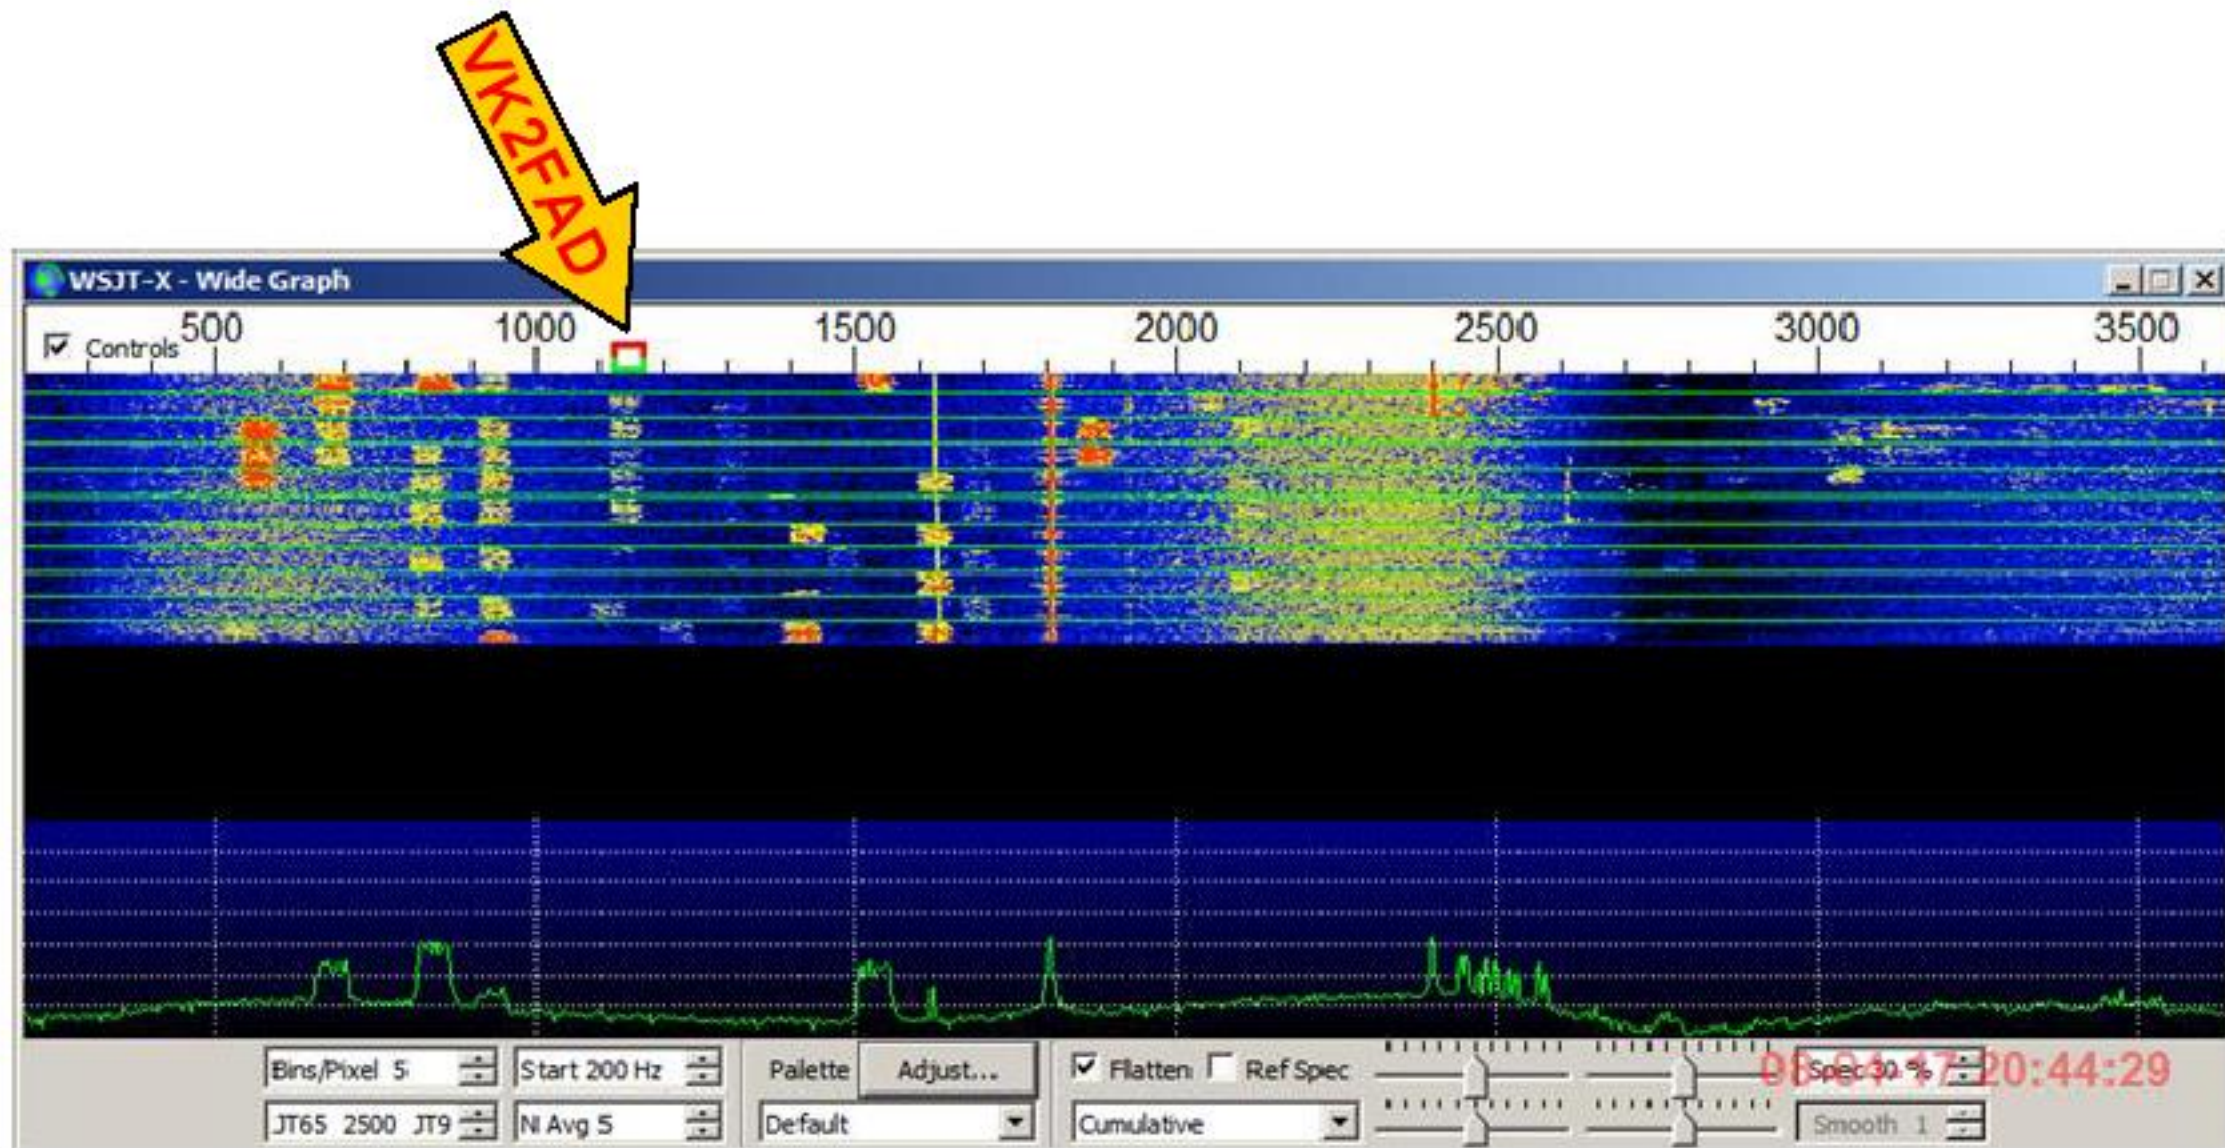 VK2FAD
WSJT-X - Wide Graph
Controls 500 1000 1500 2000 2500 3000 3500
Bins/Pixel 5 Start 200 Hz Palette Adjust... Flatten Ref Spec Spec 30 % 20:44:29
JT65 2500 JT9 N Avg 5 Default Cumulative Smooth 1